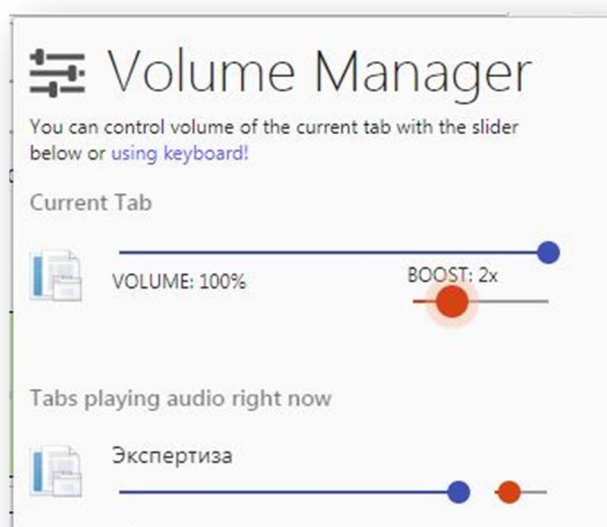 Volume Manager
You can control volume of the current tab with the slider
below or using keyboard!
Current Tab
VOLUME: 100%
BOOST: 2x
Tabs playing audio right now
Экспертиза